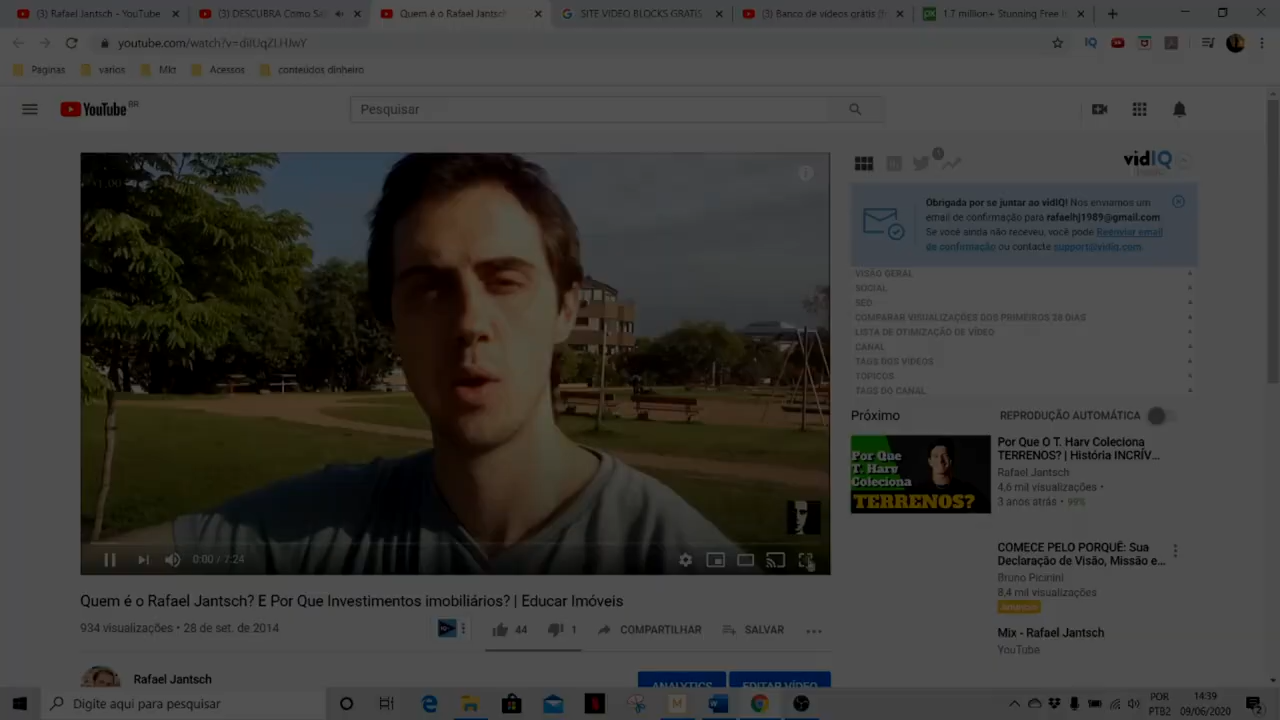 (3) Rafael Jantsch - YouTube
(3) DESCUBRA Como Sa
Quem é o Rafael Jantsch
SITE VIDEO BLOCKS GRATIS
(3) Banco de vídeos grátis (
1.7 million+ Stunning Free I
youtube.com/watch?v=diIUqZLHJwY
Páginas
varios
Mkt
Acessos
conteúdos dinheiro
YouTube BR
Pesquisar
vidIQ
Obrigada por se juntar ao vidIQ! Nos enviamos um
email de confirmação para rafaelhj1989@gmail.com
Se você ainda não recebeu, você pode Reenviar email
de confirmação ou contacte support@vidiq.com
VISÃO GERAL
SOCIAL
SEO
COMPARAR VISUALIZAÇÕES DOS PRIMEIROS 28 DIAS
LISTA DE OTIMIZAÇÃO DE VÍDEO
CANAL
TAGS DOS VÍDEOS
TÓPICOS
TAGS DO CANAL
Próximo
REPRODUÇÃO AUTOMÁTICA
Por Que
T. Harv
Coleciona
TERRENOS?
Por Que O T. Harv Coleciona
TERRENOS? | História INCRÍV...
Rafael Jantsch
4,6 mil visualizações •
3 anos atrás • 99%
COMECE PELO PORQUÊ: Sua
Declaração de Visão, Missão e...
Bruno Picinini
8,4 mil visualizações
Mix - Rafael Jantsch
YouTube
0:00 / 7:24
Quem é o Rafael Jantsch? E Por Que Investimentos imobiliários? | Educar Imóveis
934 visualizações • 28 de set. de 2014
44
1
COMPARTILHAR
SALVAR
Rafael Jantsch
ANALYTICS
EDITAR VÍDEO
Digite aqui para pesquisar
POR
PTB2
14:39
09/06/2020